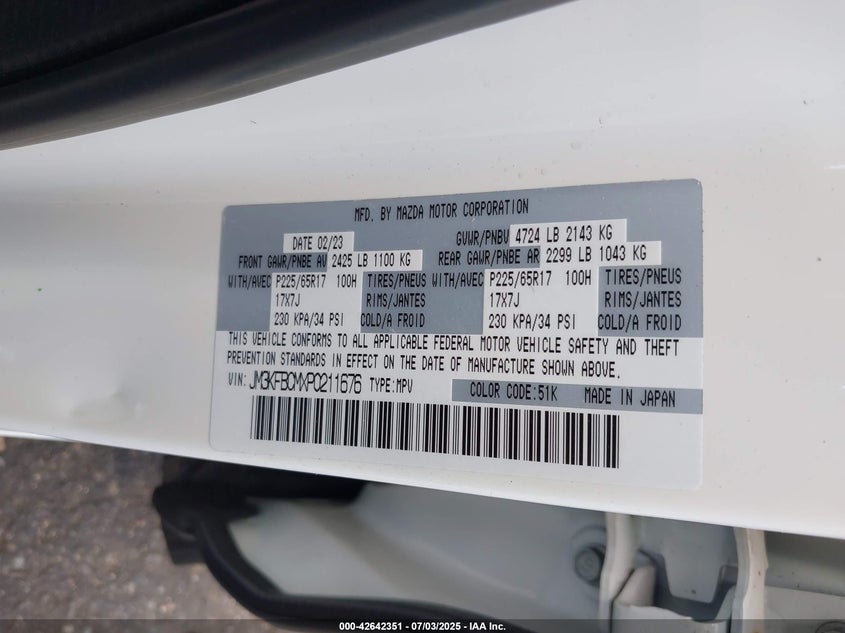 MFD. BY MAZDA MOTOR CORPORATION
DATE 02/23 GVWR/PNBV 4724 LB 2143 KG
FRONT GAWR/PNBE AV 2425 LB 1100 KG REAR GAWR/PNBE AR 2299 LB 1043 KG
WITH/AVEC P225/65R17 100H TIRES/PNEUS WITH/AVEC P225/65R17 100H TIRES/PNEUS
17X7J RIMS/JANTES 17X7J RIMS/JANTES
230 KPA/34 PSI COLD/A FROID 230 KPA/34 PSI COLD/A FROID
THIS VEHICLE CONFORMS TO ALL APPLICABLE FEDERAL MOTOR VEHICLE SAFETY AND THEFT
PREVENTION STANDARDS IN EFFECT ON THE DATE OF MANUFACTURE SHOWN ABOVE.
VIN: JM3KFBCMXP0211676 TYPE:MPV COLOR CODE:51K MADE IN JAPAN
000-42642351 - 07/03/2025 - IAA Inc.